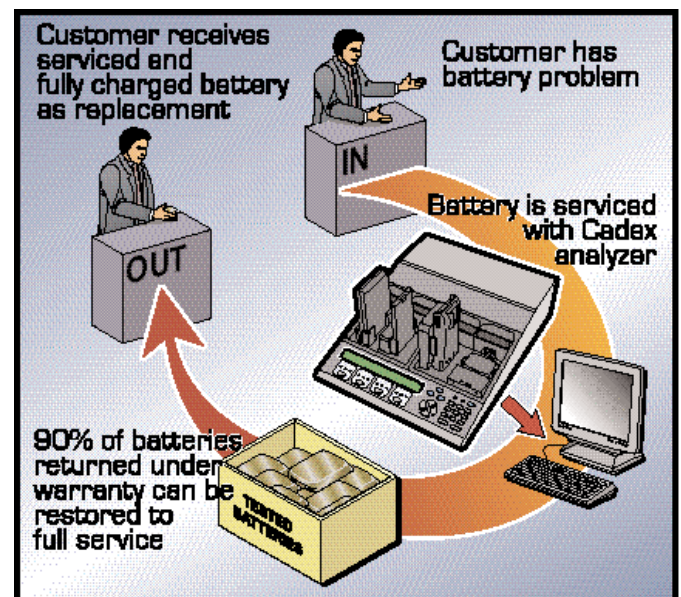 Customer receives
serviced and
fully charged battery
as replacement
Customer has
battery problem
IN
OUT
Battery is serviced
with Cadex
analyzer
90% of batteries
returned under
warranty can be
restored to
full service
TESTED
BATTERIES